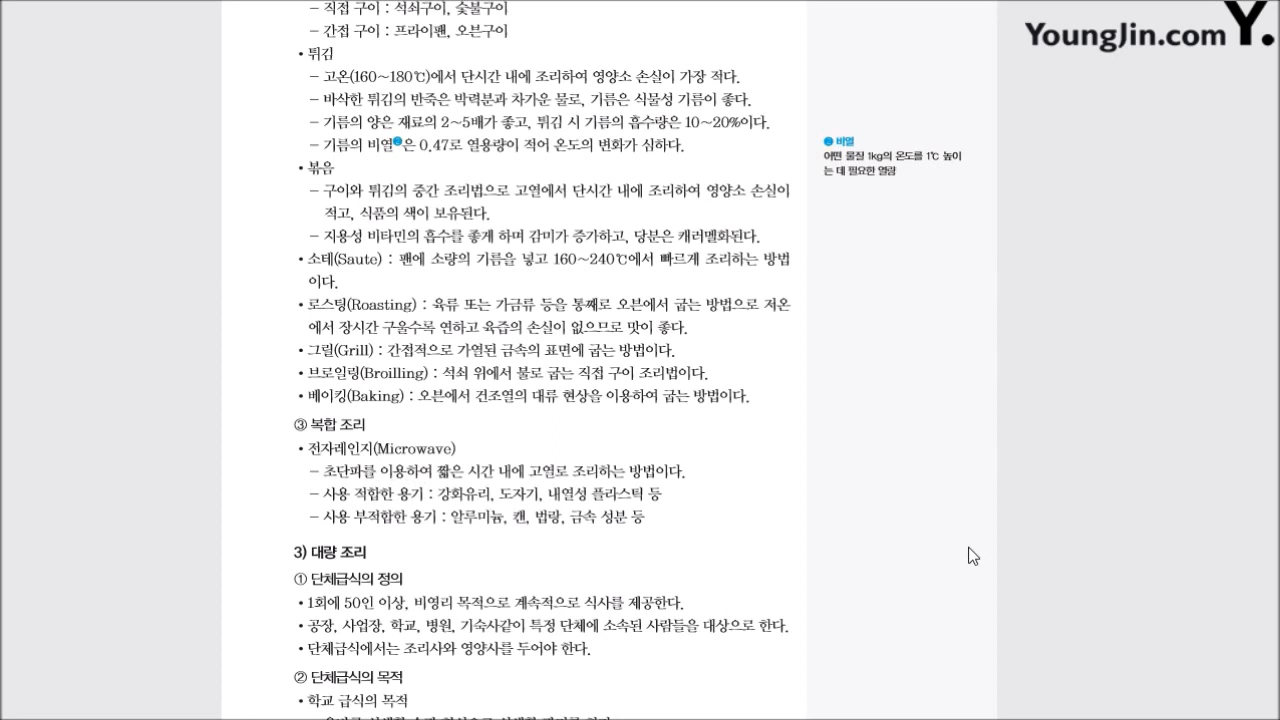 – 직접 구이 : 석쇠구이, 숯불구이
– 간접 구이 : 프라이팬, 오븐구이
• 튀김
– 고온(160~180℃)에서 단시간 내에 조리하여 영양소 손실이 가장 적다.
– 바삭한 튀김의 반죽은 박력분과 차가운 물로, 기름은 식물성 기름이 좋다.
– 기름의 양은 재료의 2~5배가 좋고, 튀김 시 기름의 흡수량은 10~20%이다.
– 기름의 비열❷은 0.47로 열용량이 적어 온도의 변화가 심하다.
• 볶음
– 구이와 튀김의 중간 조리법으로 고열에서 단시간 내에 조리하여 영양소 손실이
적고, 식품의 색이 보유된다.
– 지용성 비타민의 흡수를 좋게 하며 감미가 증가하고, 당분은 캐러멜화된다.
• 소테(Saute) : 팬에 소량의 기름을 넣고 160~240℃에서 빠르게 조리하는 방법
이다.
• 로스팅(Roasting) : 육류 또는 가금류 등을 통째로 오븐에서 굽는 방법으로 저온
에서 장시간 구울수록 연하고 육즙의 손실이 없으므로 맛이 좋다.
• 그릴(Grill) : 간접적으로 가열된 금속의 표면에 굽는 방법이다.
• 브로일링(Broilling) : 석쇠 위에서 불로 굽는 직접 구이 조리법이다.
• 베이킹(Baking) : 오븐에서 건조열의 대류 현상을 이용하여 굽는 방법이다.
③ 복합 조리
• 전자레인지(Microwave)
– 초단파를 이용하여 짧은 시간 내에 고열로 조리하는 방법이다.
– 사용 적합한 용기 : 강화유리, 도자기, 내열성 플라스틱 등
– 사용 부적합한 용기 : 알루미늄, 캔, 법랑, 금속 성분 등
3) 대량 조리
① 단체급식의 정의
• 1회에 50인 이상, 비영리 목적으로 계속적으로 식사를 제공한다.
• 공장, 사업장, 학교, 병원, 기숙사같이 특정 단체에 소속된 사람들을 대상으로 한다.
• 단체급식에서는 조리사와 영양사를 두어야 한다.
② 단체급식의 목적
• 학교 급식의 목적
❷ 비열
어떤 물질 1kg의 온도를 1℃ 높이
는 데 필요한 열량
YoungJin.com Y.